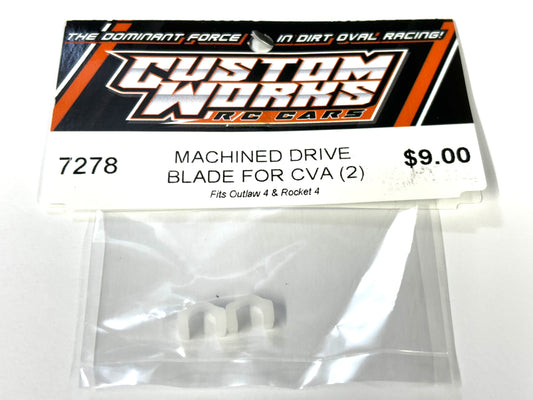 THE DOMINANT FORCE IN DIRT OVAL RACING!
CUSTOM
WORKS
RC CARS
7278 MACHINED DRIVE $9.00
BLADE FOR CVA (2)
Fits Outlaw 4 & Rocket 4